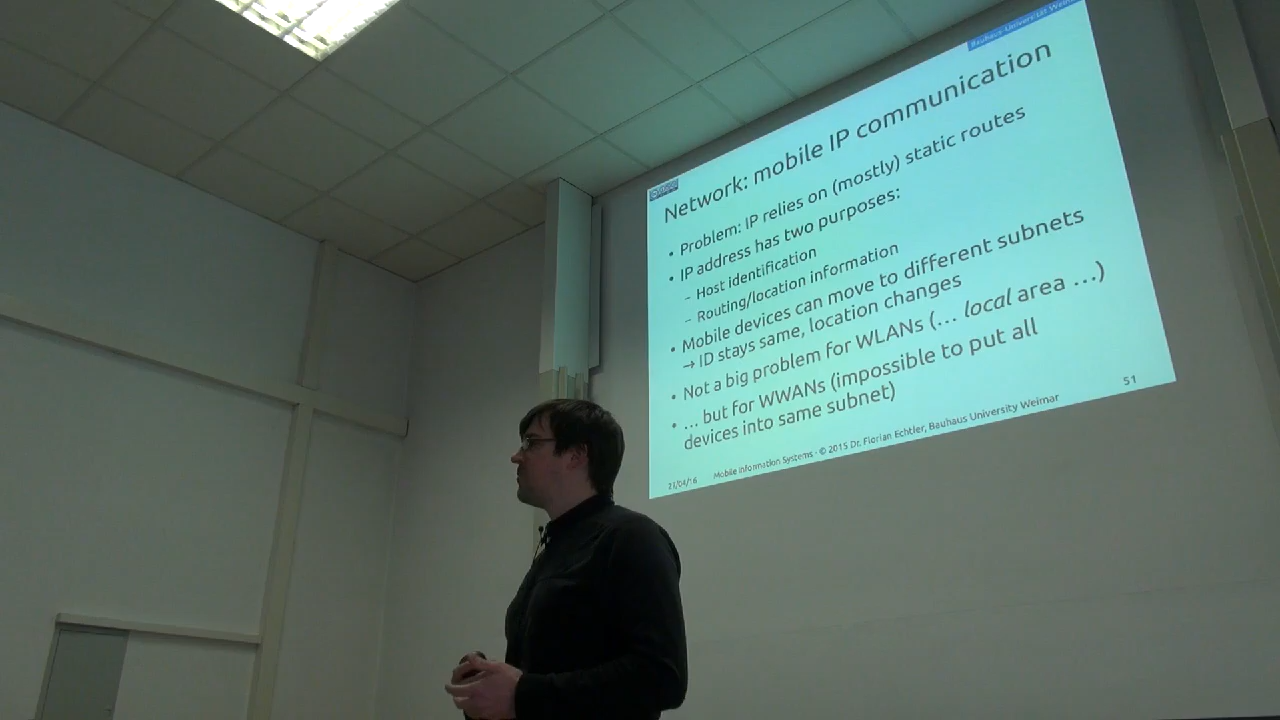 Bauhaus-Universität Weimar
Network: mobile IP communication
• Problem: IP relies on (mostly) static routes
• IP address has two purposes:
– Host identification
– Routing/location information
• Mobile devices can move to different subnets
→ ID stays same, location changes
• Not a big problem for WLANs (… local area …)
• … but for WWANs (impossible to put all
devices into same subnet)
21/04/16 Mobile Information Systems · © 2015 Dr. Florian Echtler, Bauhaus University Weimar 51